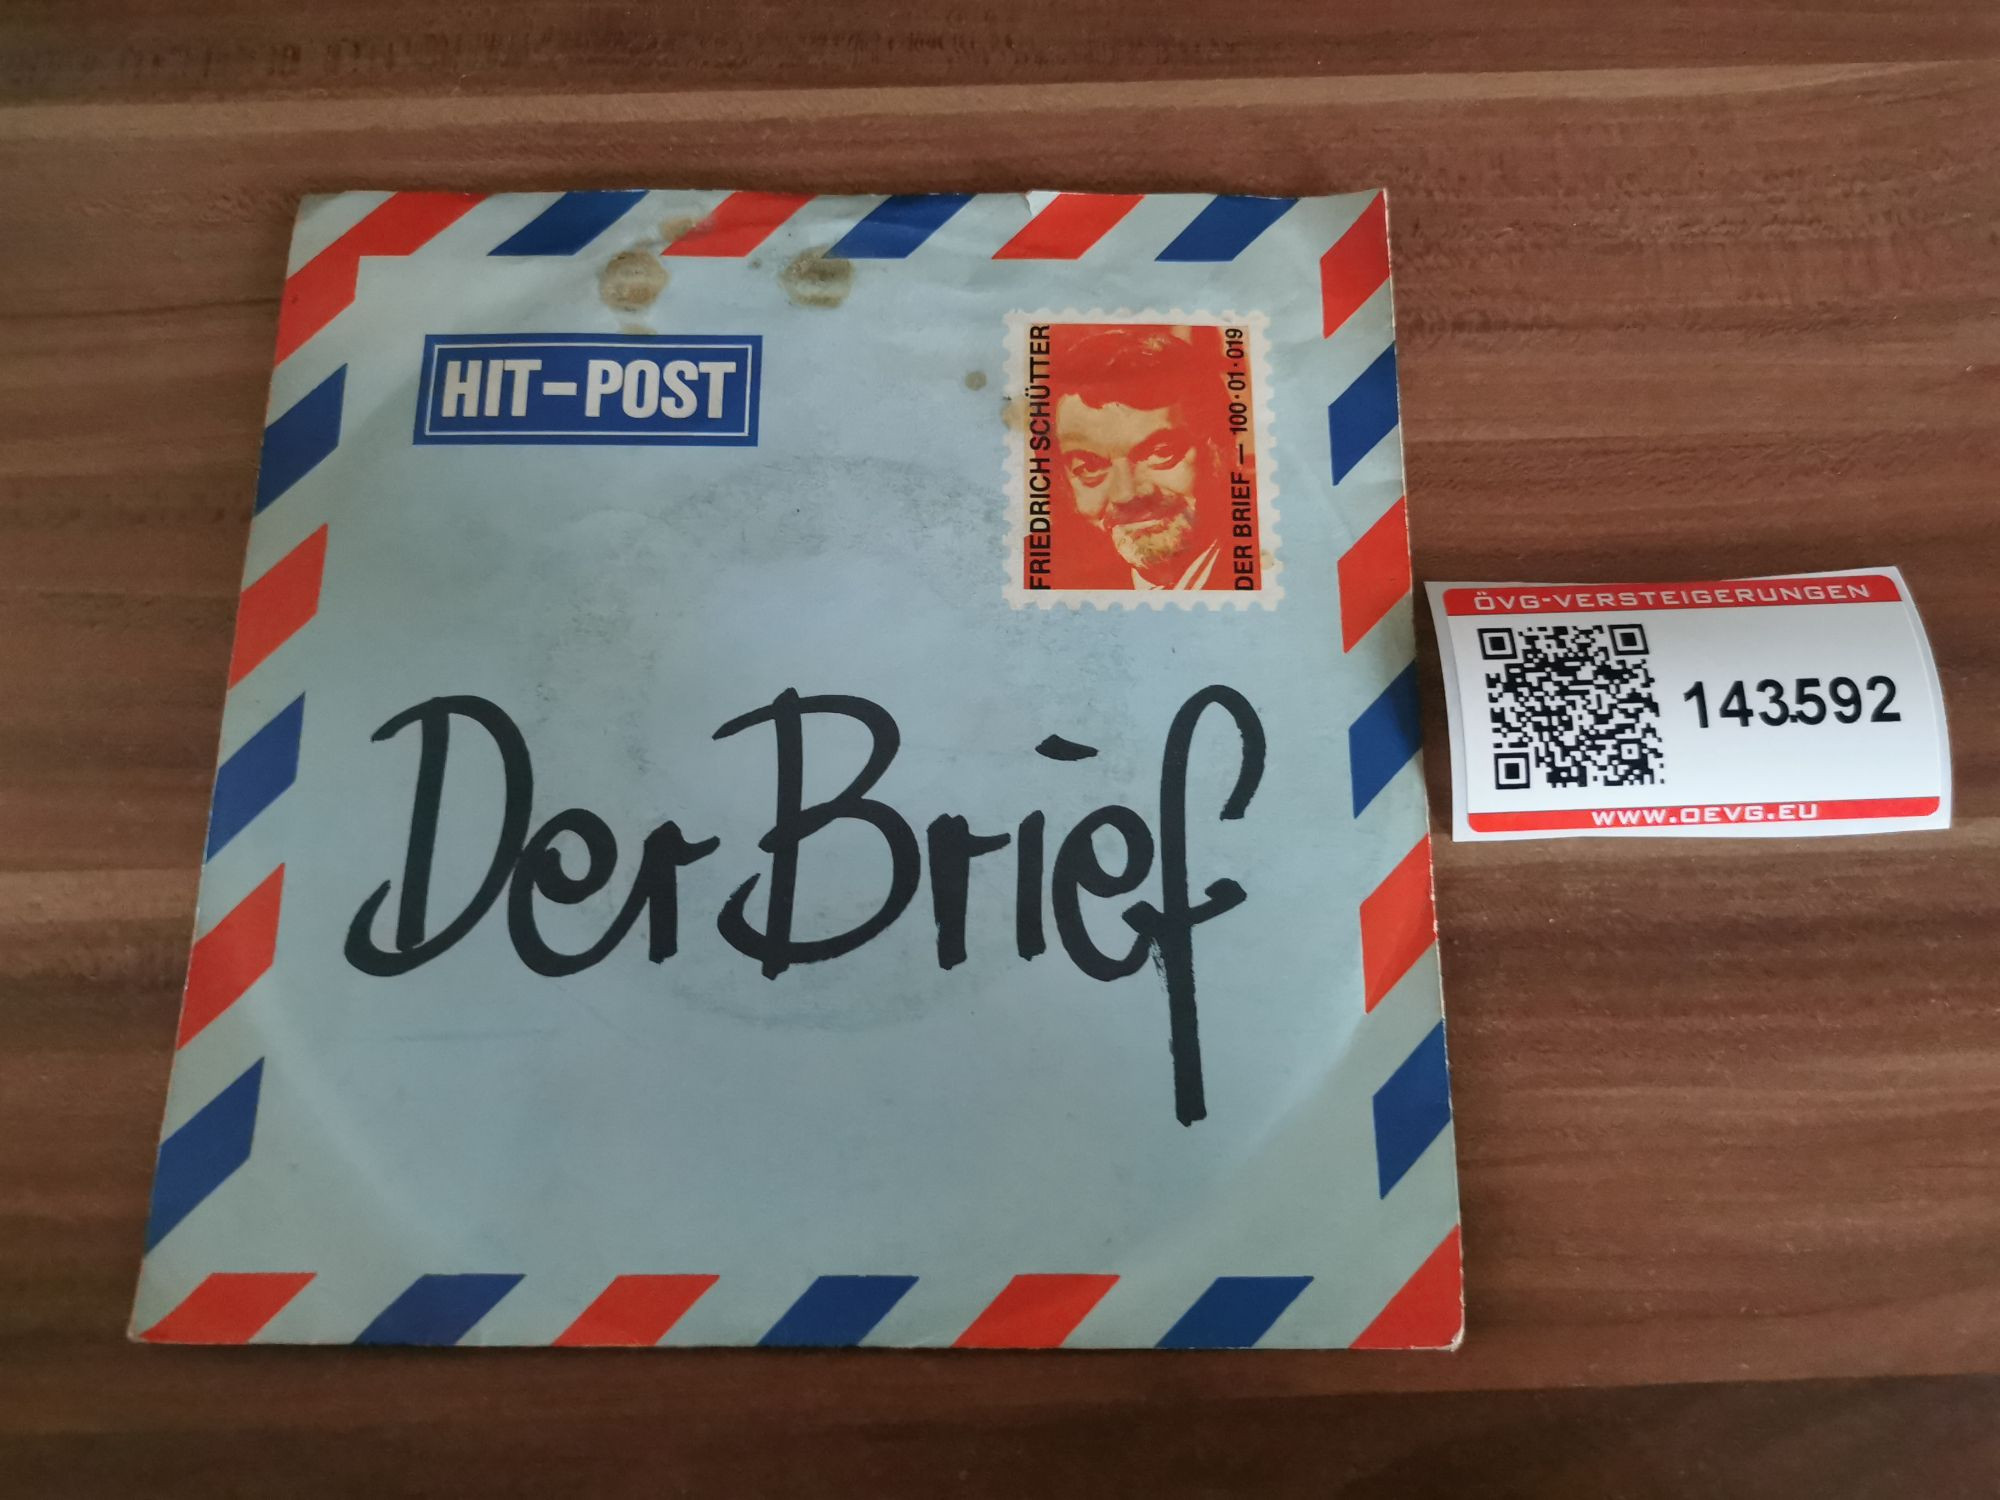 HIT-POST
FRIEDRICH SCHÜTTER
DER BRIEF — 100·01·019
Der Brief
ÖVG-VERSTEIGERUNGEN
143.592
WWW.OEVG.EU